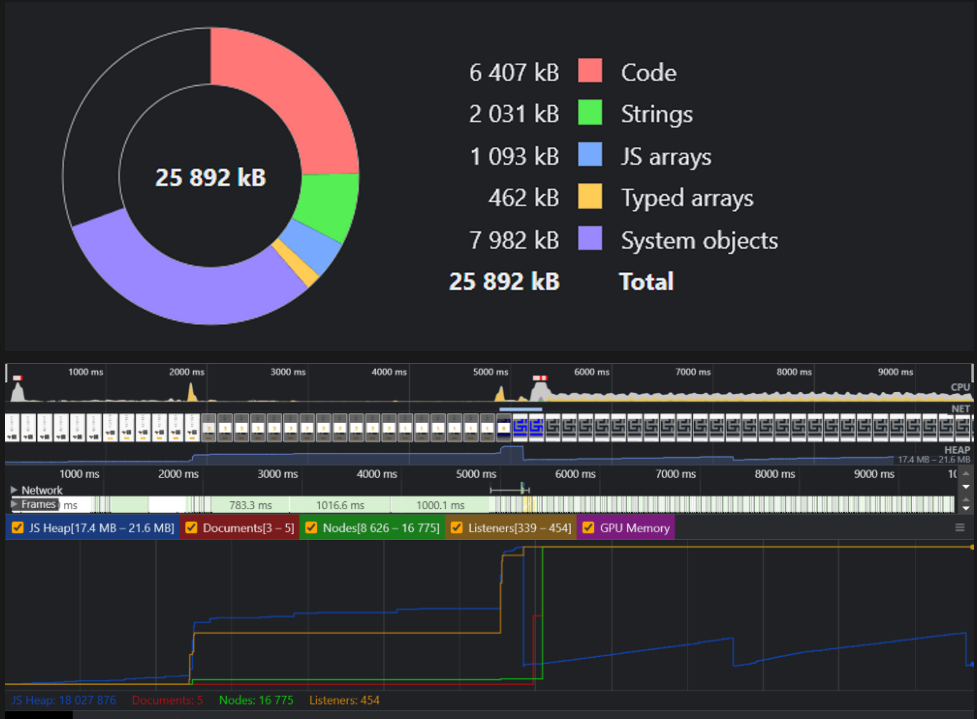 6 407 kB Code
2 031 kB Strings
1 093 kB JS arrays
25 892 kB
462 kB Typed arrays
7 982 kB System objects
25 892 kB Total
1000 ms 2000 ms 3000 ms 4000 ms 5000 ms 6000 ms 7000 ms 8000 ms 9000 ms
CPU
NET
HEAP
17.4 MB – 21.6 MB
1000 ms 2000 ms 3000 ms 4000 ms 5000 ms 6000 ms 7000 ms 8000 ms 9000 ms
Network
Frames ms 783.3 ms 1016.6 ms 1000.1 ms
JS Heap[17.4 MB – 21.6 MB] Documents[3 – 5] Nodes[8 626 – 16 775] Listeners[339 – 454] GPU Memory
JS Heap: 18 027 876 Documents: 5 Nodes: 16 775 Listeners: 454